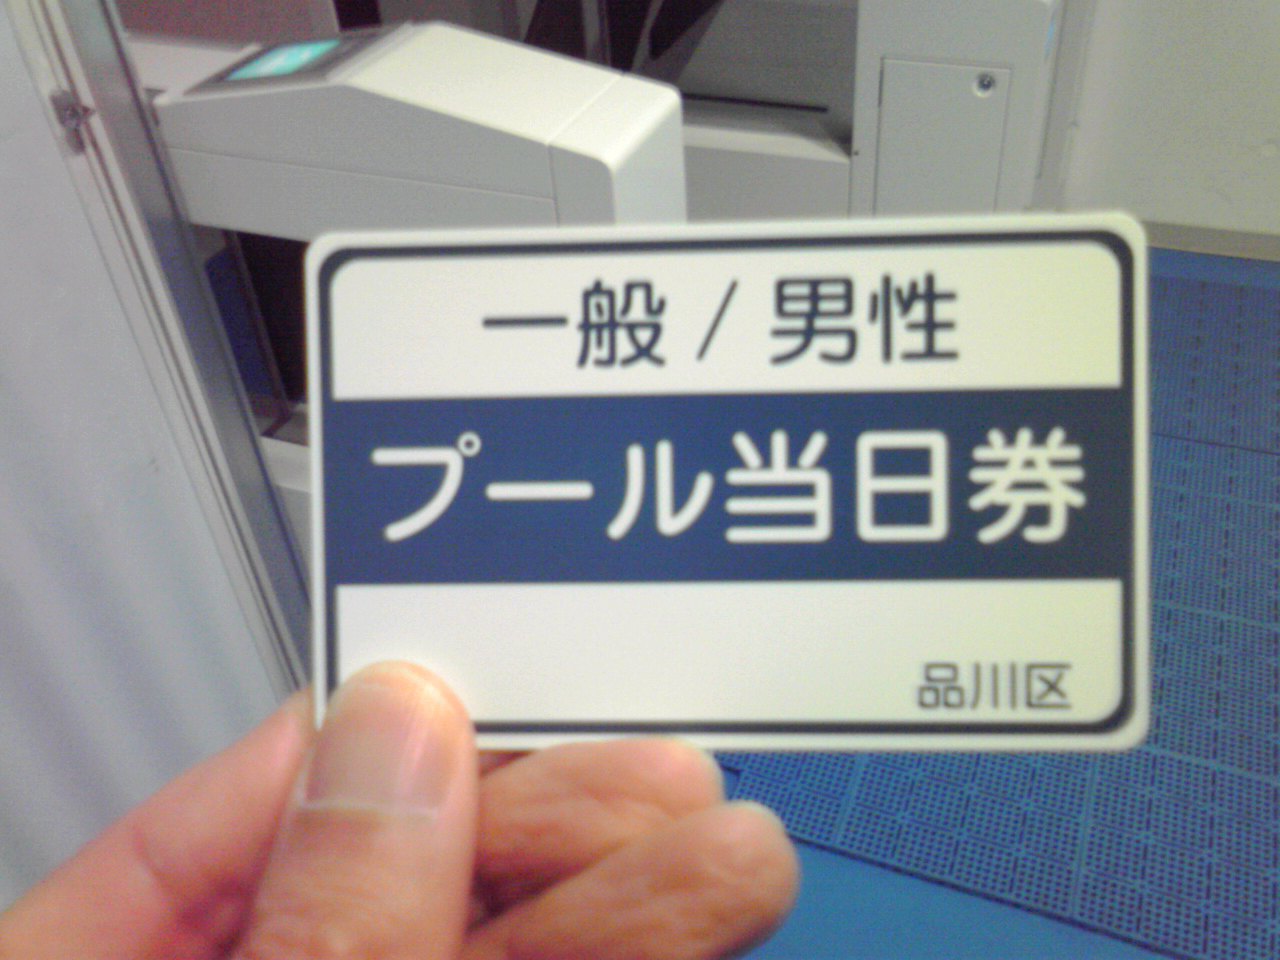 一般 / 男性
プール当日券
品川区